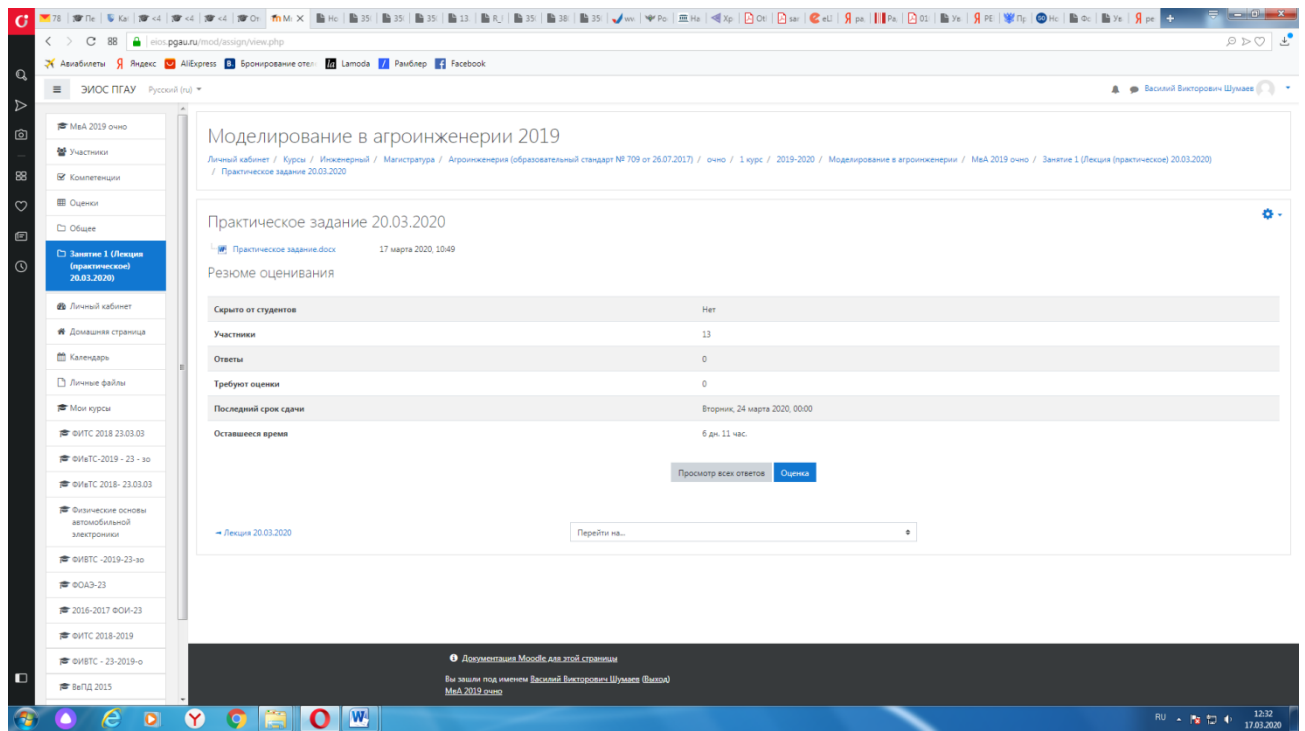 78
eios.pgau.ru/mod/assign/view.php
Авиабилеты Яндекс AliExpress Бронирование отел Lamoda Рамблер Facebook
ЭИОС ПГАУ Русский (ru)
Василий Викторович Шумаев
МвА 2019 очно
Участники
Компетенции
Оценки
Общее
Занятие 1 (Лекция
(практическое)
20.03.2020)
Личный кабинет
Домашняя страница
Календарь
Личные файлы
Мои курсы
ФИТС 2018 23.03.03
ФИвТС-2019 - 23 - зо
ФИвТС 2018- 23.03.03
Физические основы
автомобильной
электроники
ФИВТС -2019-23-зо
ФОАЭ-23
2016-2017 ФОИ-23
ФИТС 2018-2019
ФИВТС - 23-2019-о
ВвПД 2015
Моделирование в агроинженерии 2019
Личный кабинет / Курсы / Инженерный / Магистратура / Агроинженерия (образовательный стандарт № 709 от 26.07.2017) / очно / 1 курс / 2019-2020 / Моделирование в агроинженерии / МвА 2019 очно / Занятие 1 (Лекция (практическое) 20.03.2020)
/ Практическое задание 20.03.2020
Практическое задание 20.03.2020
Практическое задание.docx 17 марта 2020, 10:49
Резюме оценивания
Скрыто от студентов Нет
Участники 13
Ответы 0
Требуют оценки 0
Последний срок сдачи Вторник, 24 марта 2020, 00:00
Оставшееся время 6 дн. 11 час.
Просмотр всех ответов Оценка
→ Лекция 20.03.2020 Перейти на...
Документация Moodle для этой страницы
Вы зашли под именем Василий Викторович Шумаев (Выход)
МвА 2019 очно
RU 12:32
17.03.2020